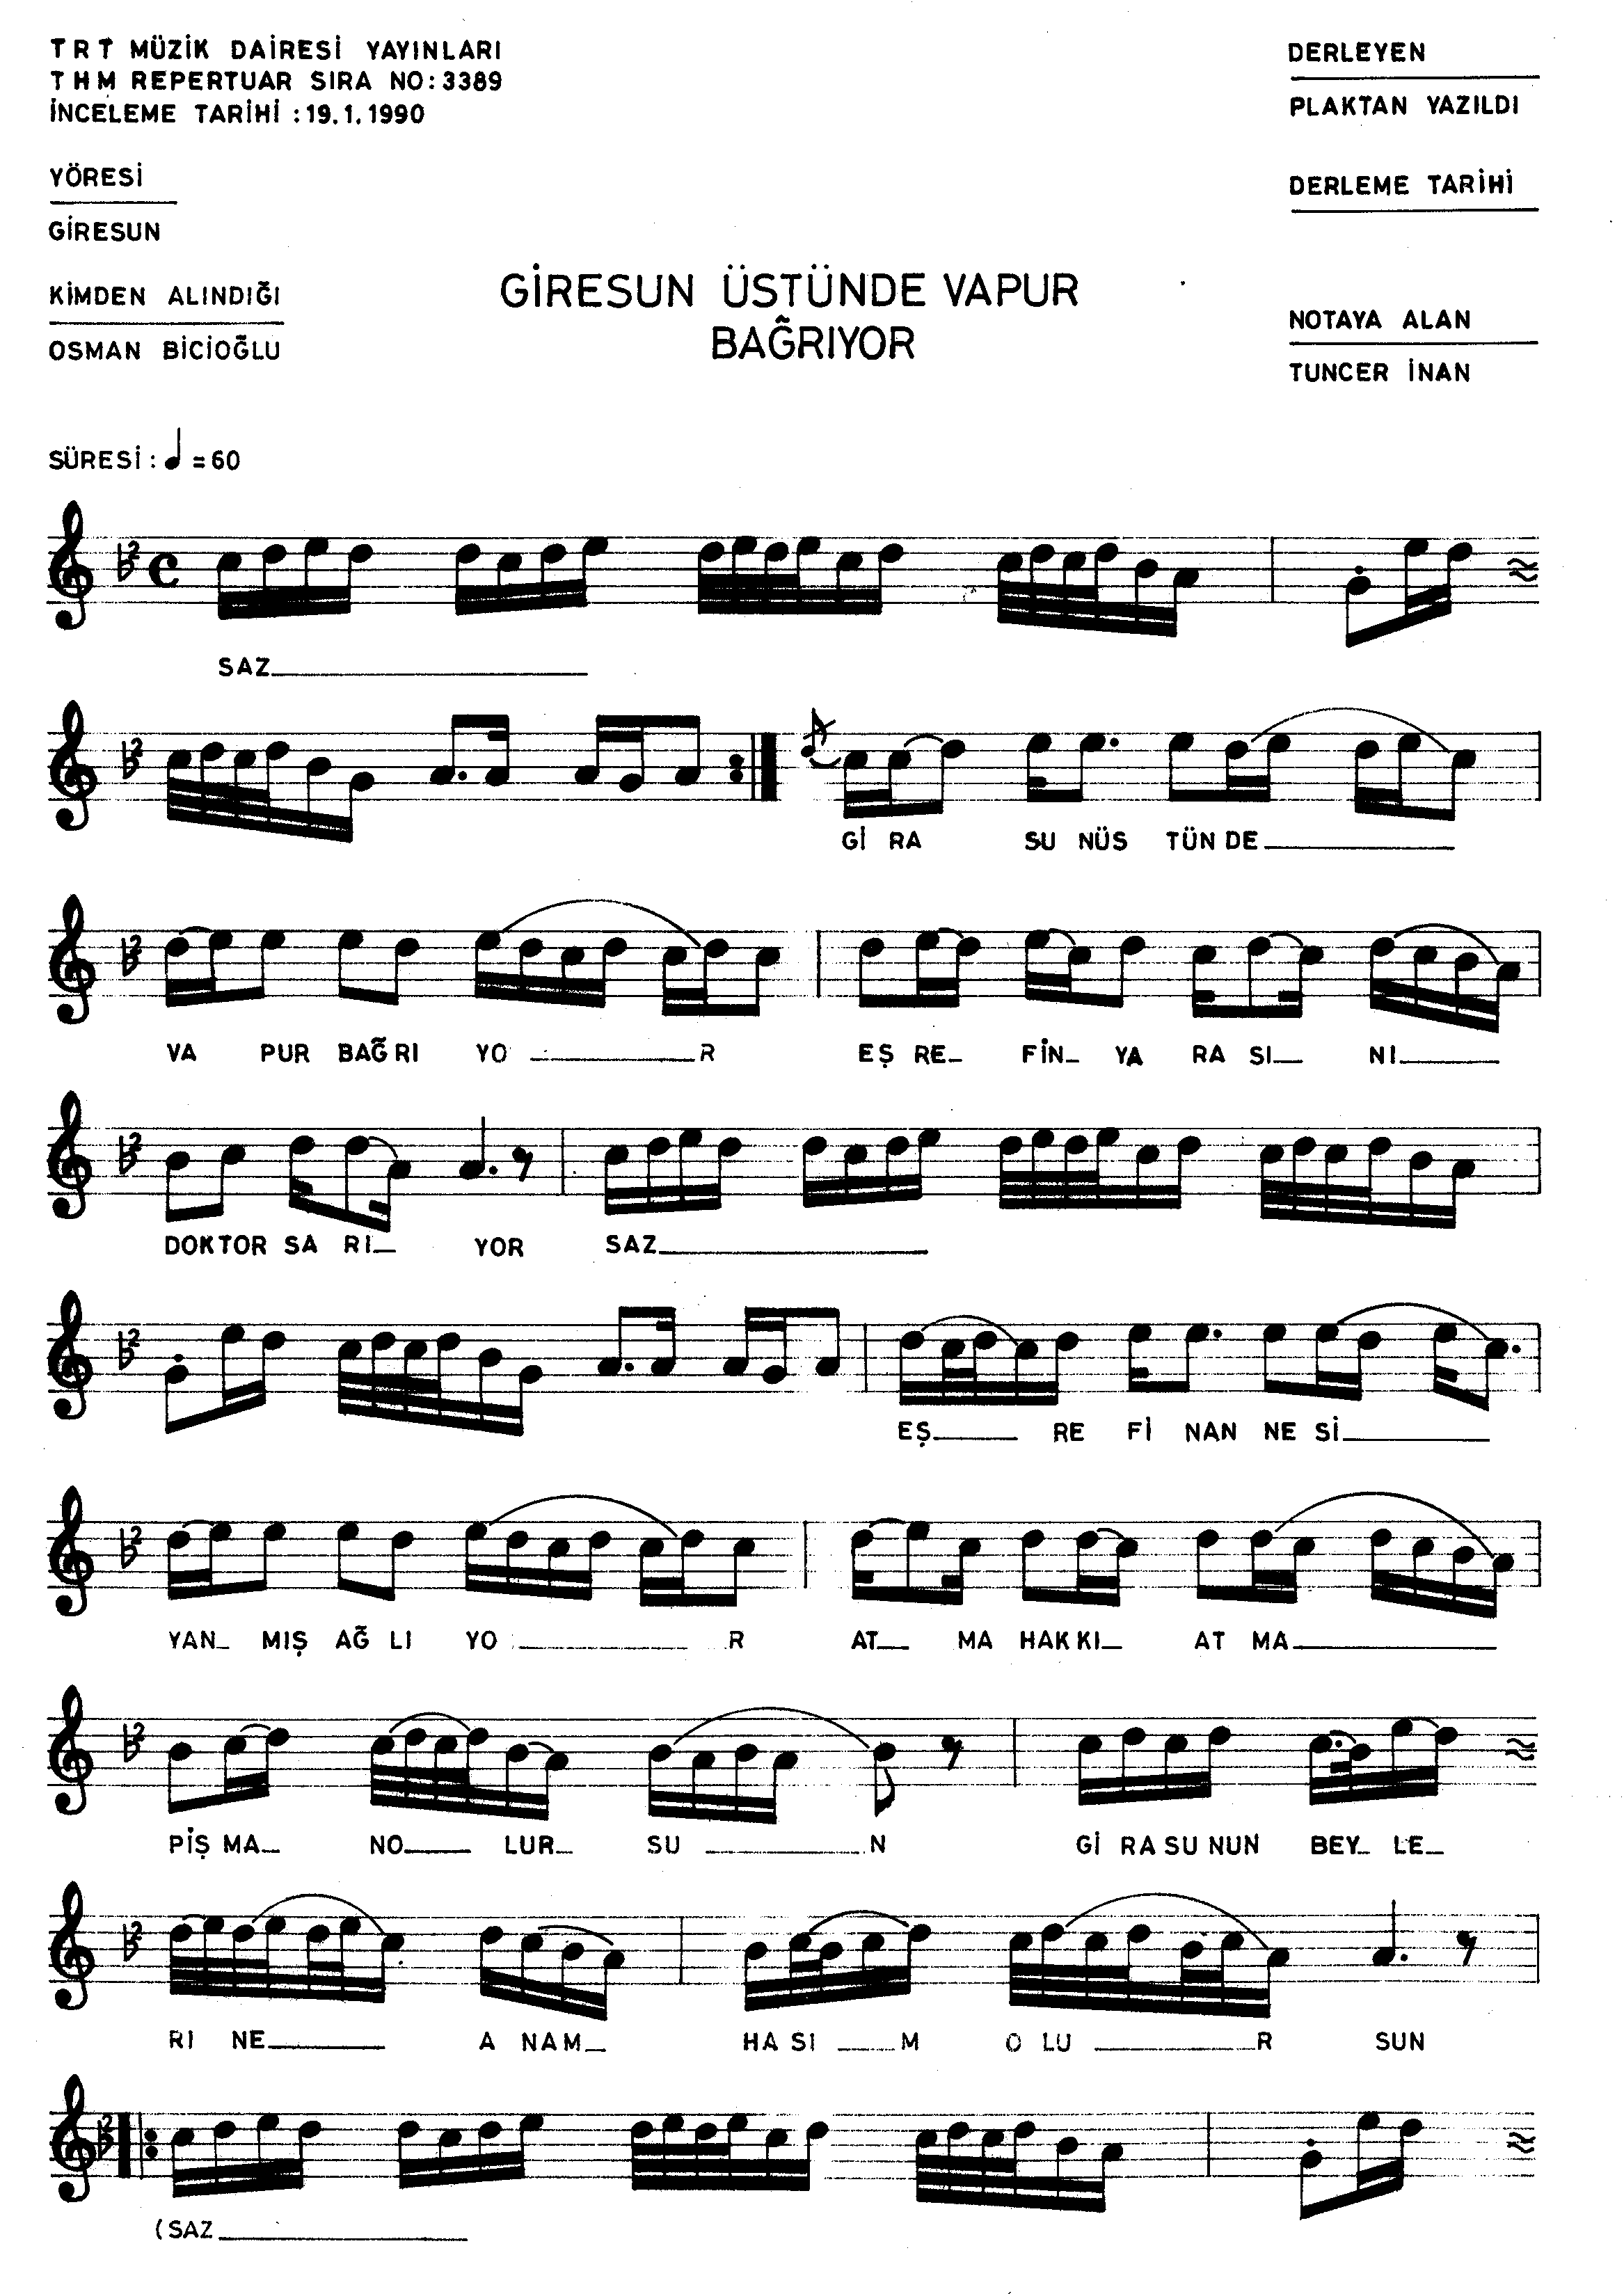 TRT MÜZİK DAİRESİ YAYINLARI
THM REPERTUAR SIRA NO: 3389
İNCELEME TARİHİ : 19.1.1990
DERLEYEN
PLAKTAN YAZILDI
YÖRESİ
GİRESUN
DERLEME TARİHİ
KİMDEN ALINDIĞI
OSMAN BİCİOĞLU
GİRESUN ÜSTÜNDE VAPUR
BAĞRIYOR
NOTAYA ALAN
TUNCER İNAN
SÜRESİ : ♩ = 60
SAZ
Gİ RA SU NÜS TÜN DE
VA PUR BAĞ RI YO R EŞ RE FİN YA RA SI NI
DOKTOR SA RI YOR SAZ
EŞ RE Fİ NAN NE Sİ
YAN MIŞ AĞ LI YO R AT MA HAK KI AT MA
PİŞ MA NO LUR SU N Gİ RA SU NUN BEY LE
RI NE A NAM HA SI M O LU R SUN
(SAZ